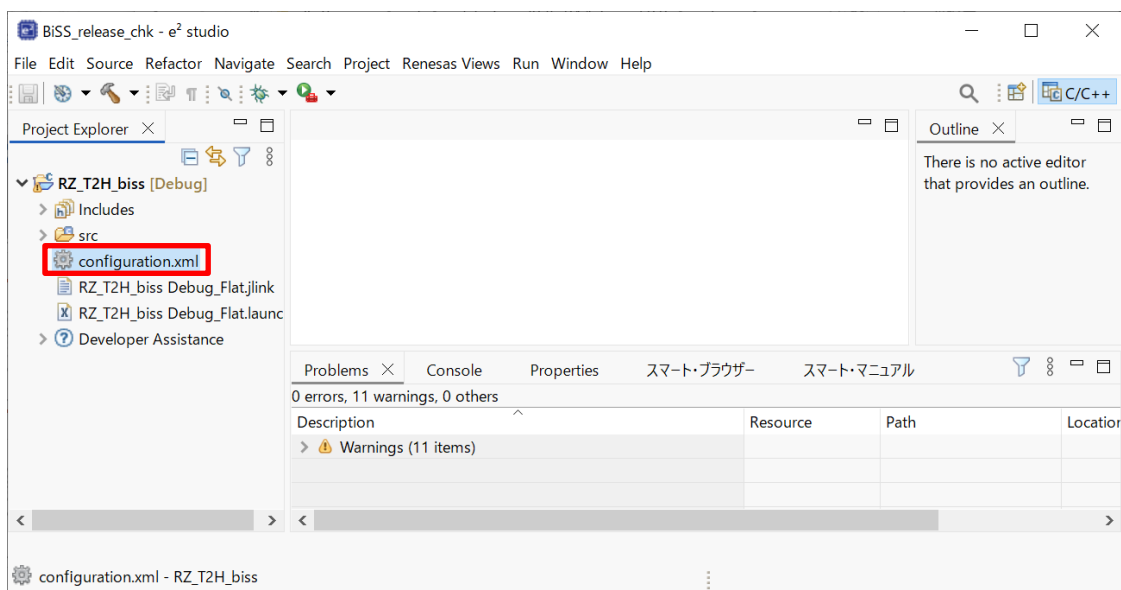 BiSS_release_chk - e² studio
File Edit Source Refactor Navigate Search Project Renesas Views Run Window Help
C/C++
Project Explorer
Outline
There is no active editor
that provides an outline.
RZ_T2H_biss [Debug]
Includes
src
configuration.xml
RZ_T2H_biss Debug_Flat.jlink
RZ_T2H_biss Debug_Flat.launc
Developer Assistance
Problems Console Properties スマート・ブラウザー スマート・マニュアル
0 errors, 11 warnings, 0 others
Description Resource Path Location
Warnings (11 items)
configuration.xml - RZ_T2H_biss